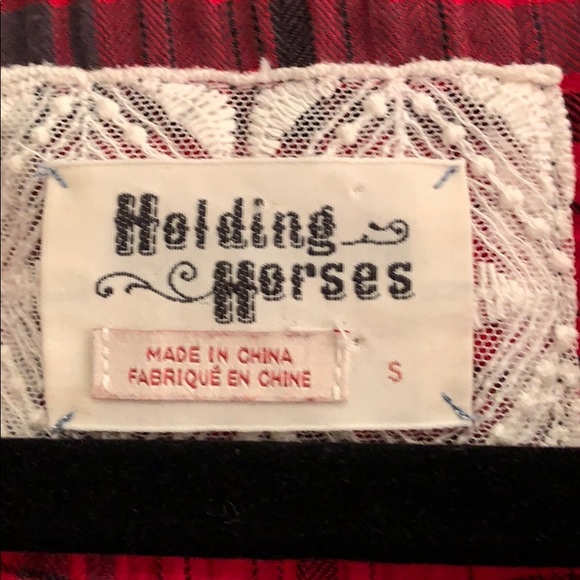 Holding
Horses
MADE IN CHINA
FABRIQUÉ EN CHINE
S